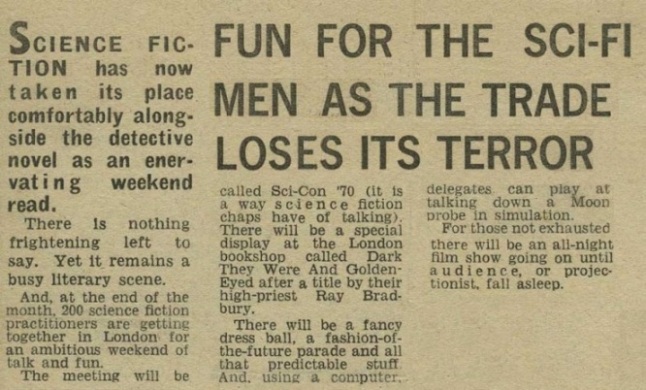 FUN FOR THE SCI-FI
MEN AS THE TRADE
LOSES ITS TERROR
SCIENCE FIC-
TION has now
taken its place
comfortably along-
side the detective
novel as an ener-
vating weekend
read.
There is nothing
frightening left to
say. Yet it remains a
busy literary scene.
And, at the end of the
month, 200 science fiction
practitioners are getting
together in London for
an ambitious weekend of
talk and fun.
The meeting will be
called Sci-Con '70 (it is
a way science fiction
chaps have of talking).
There will be a special
display at the London
bookshop called Dark
They Were And Golden-
Eyed after a title by their
high-priest Ray Brad-
bury.
There will be a fancy
dress ball, a fashion-of-
the-future parade and all
that predictable stuff
And, using a computer,
delegates can play at
talking down a Moon
probe in simulation.
For those not exhausted
there will be an all-night
film show going on until
audience, or projec-
tionist, fall asleep.